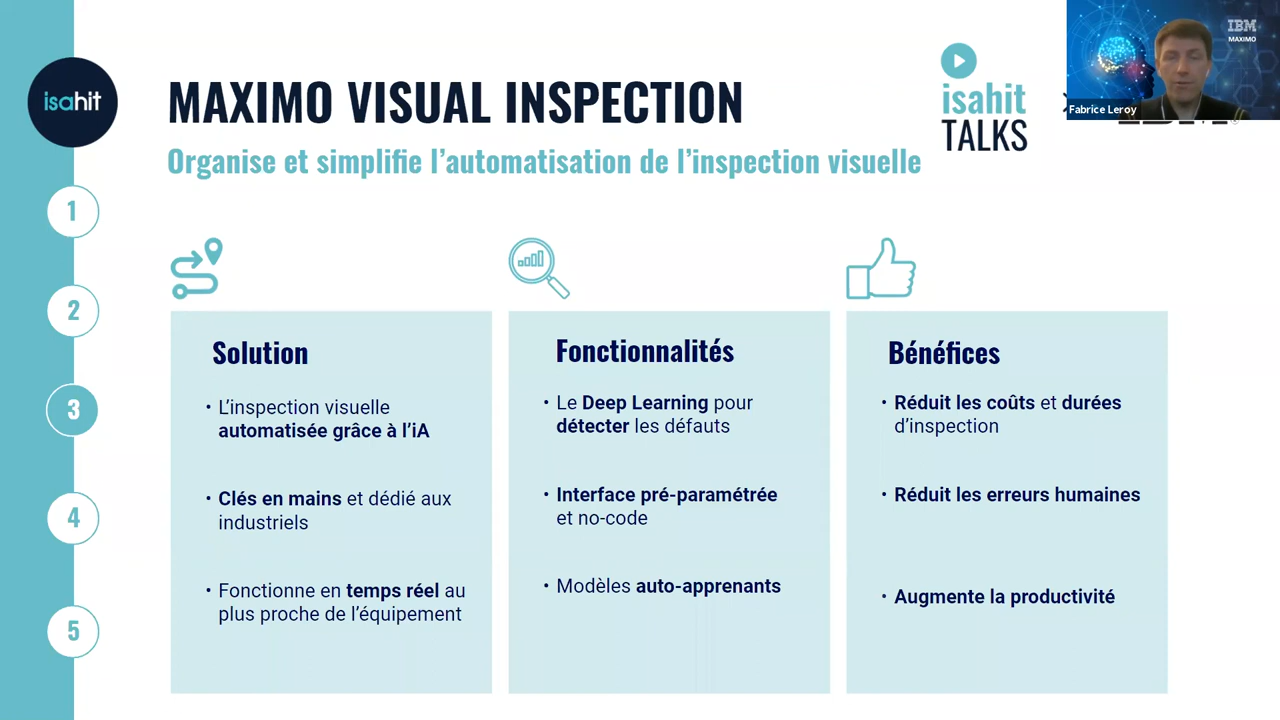 isahit
MAXIMO VISUAL INSPECTION
Organise et simplifie l'automatisation de l'inspection visuelle
isahit
TALKS
IBM
MAXIMO
Fabrice Leroy
1
2
3
4
5
Solution
• L'inspection visuelle
automatisée grâce à l'iA
• Clés en mains et dédié aux
industriels
• Fonctionne en temps réel au
plus proche de l'équipement
Fonctionnalités
• Le Deep Learning pour
détecter les défauts
• Interface pré-paramétrée
et no-code
• Modèles auto-apprenants
Bénéfices
• Réduit les coûts et durées
d'inspection
• Réduit les erreurs humaines
• Augmente la productivité